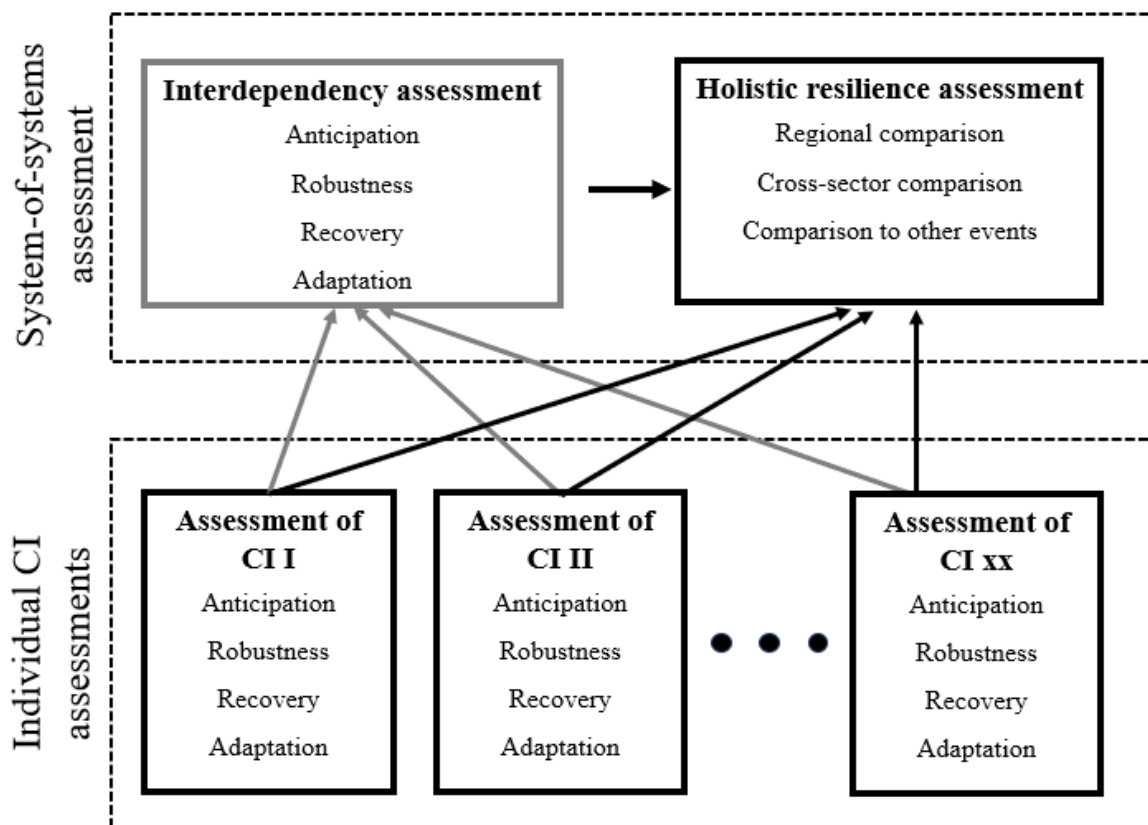 System-of-systems
assessment
Interdependency assessment
Anticipation
Robustness
Recovery
Adaptation
Holistic resilience assessment
Regional comparison
Cross-sector comparison
Comparison to other events
Individual CI
assessments
Assessment of
CI I
Anticipation
Robustness
Recovery
Adaptation
Assessment of
CI II
Anticipation
Robustness
Recovery
Adaptation
Assessment of
CI xx
Anticipation
Robustness
Recovery
Adaptation